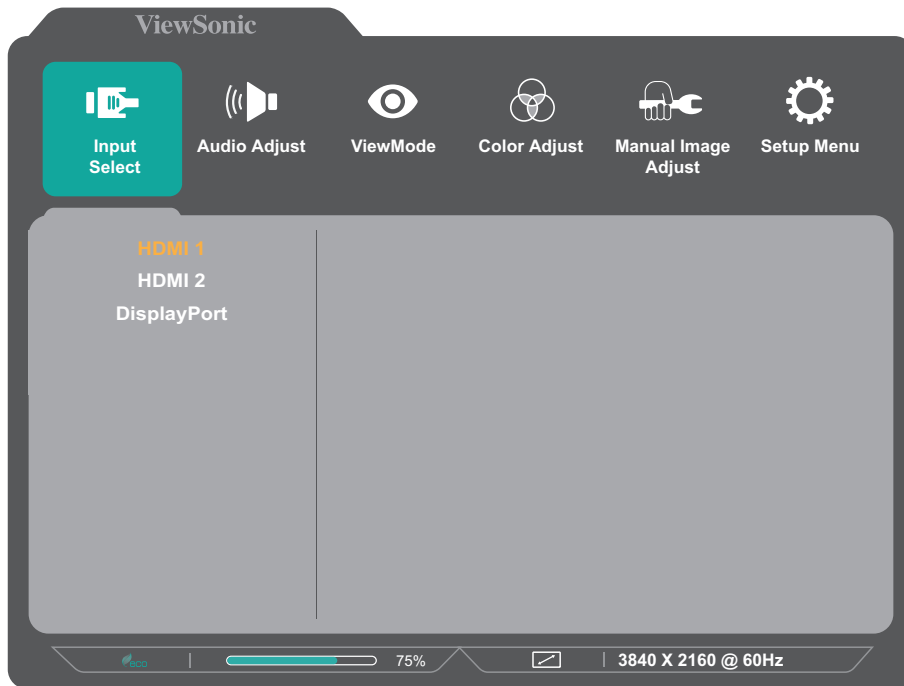 ViewSonic
Input
Select
Audio Adjust
ViewMode
Color Adjust
Manual Image
Adjust
Setup Menu
HDMI 1
HDMI 2
DisplayPort
eco
75%
3840 X 2160 @ 60Hz